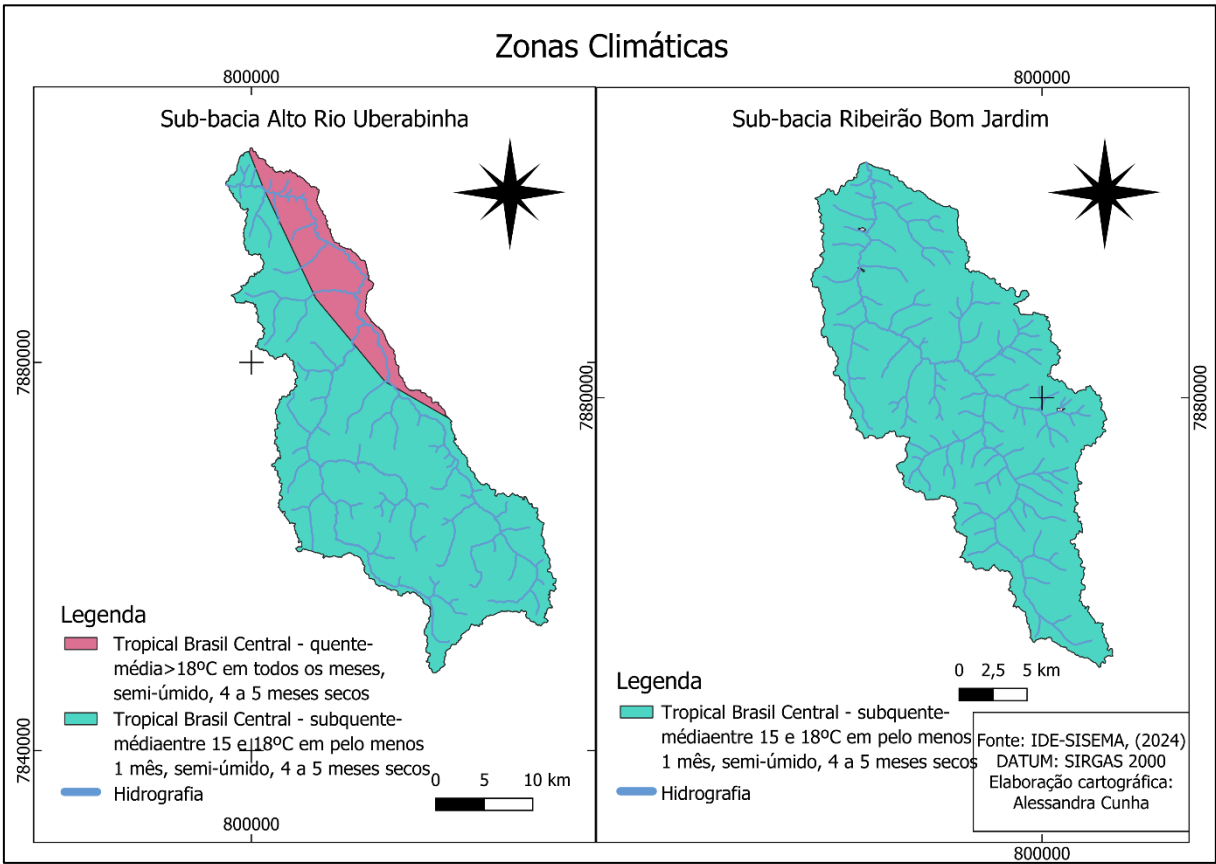 Zonas Climáticas
800000
Sub-bacia Alto Rio Uberabinha
7880000
7840000
Legenda
Tropical Brasil Central - quente-
média>18ºC em todos os meses,
semi-úmido, 4 a 5 meses secos
Tropical Brasil Central - subquente-
médiaentre 15 e 18ºC em pelo menos
1 mês, semi-úmido, 4 a 5 meses secos
Hidrografia
0 5 10 km
800000
800000
Sub-bacia Ribeirão Bom Jardim
7880000
7880000
0 2,5 5 km
Legenda
Tropical Brasil Central - subquente-
médiaentre 15 e 18ºC em pelo menos
1 mês, semi-úmido, 4 a 5 meses secos
Hidrografia
Fonte: IDE-SISEMA, (2024)
DATUM: SIRGAS 2000
Elaboração cartográfica:
Alessandra Cunha
800000